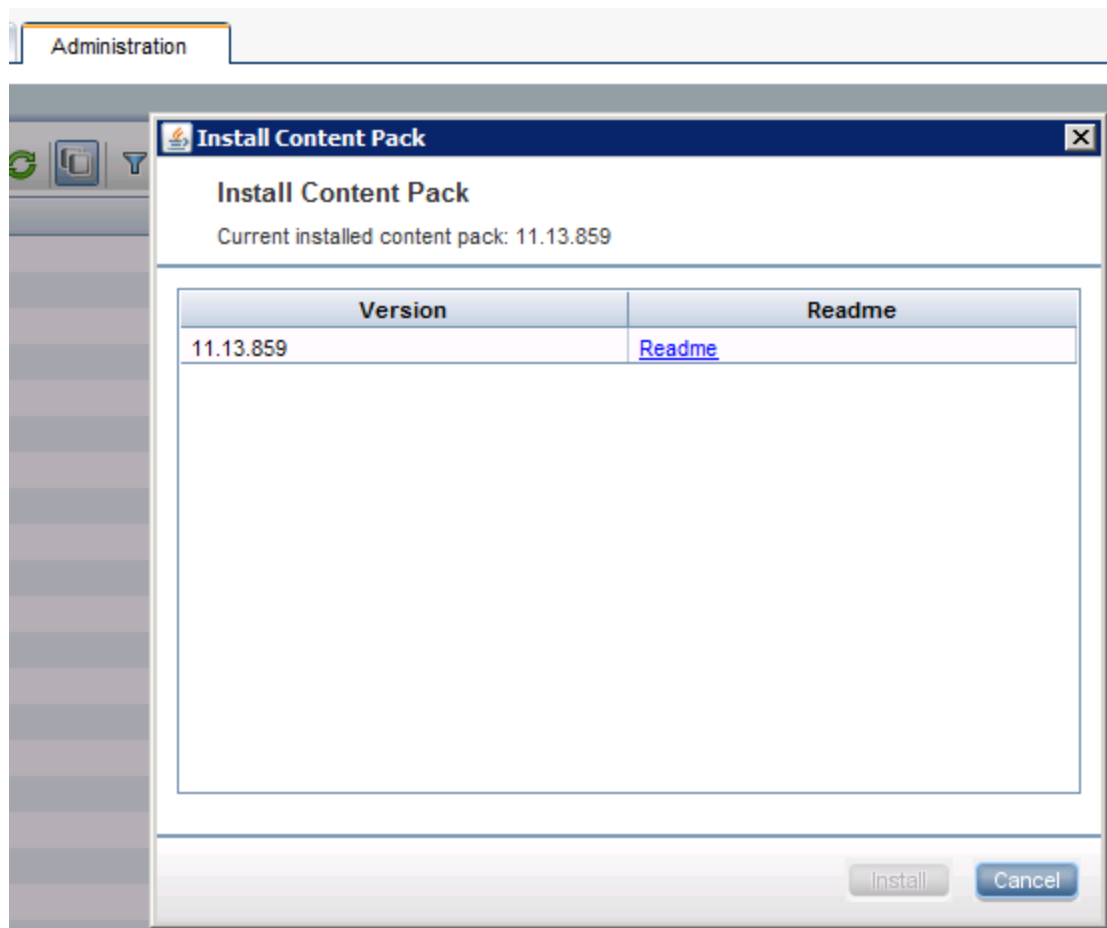 Administration
Install Content Pack
Install Content Pack
Current installed content pack: 11.13.859
Version Readme
11.13.859 Readme
Install Cancel